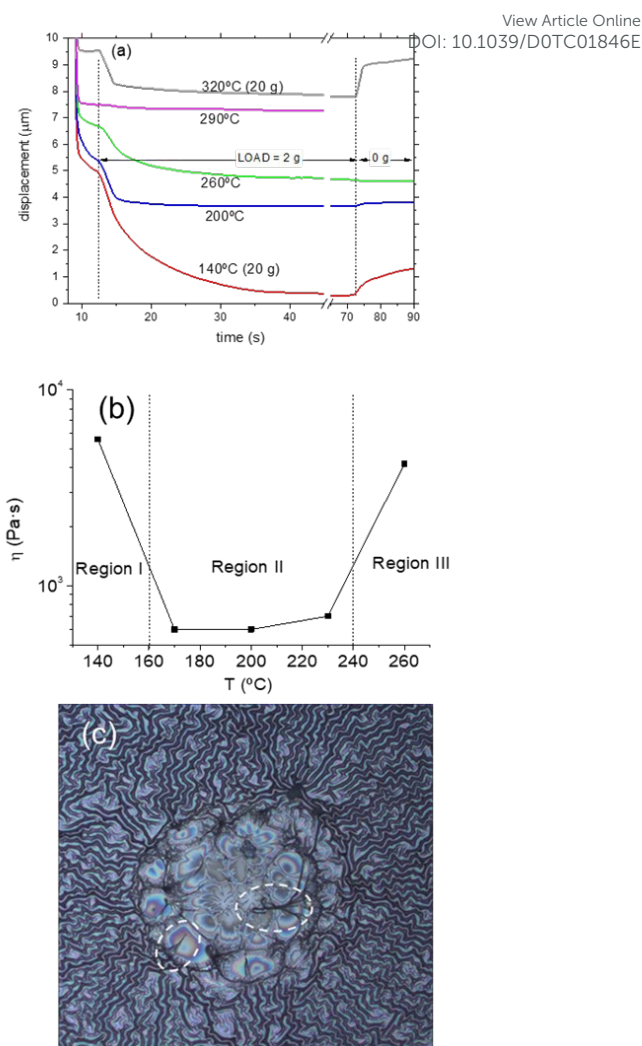 View Article Online
DOI: 10.1039/D0TC01846E
(a)
10
9
8
7
6
5
4
3
2
1
0
displacement (μm)
320ºC (20 g)
290ºC
LOAD = 2 g
0 g
260ºC
200ºC
140ºC (20 g)
10 20 30 40 70 80 90
time (s)
(b)
10⁴
10³
η (Pa·s)
Region I
Region II
Region III
140 160 180 200 220 240 260
T (ºC)
(c)